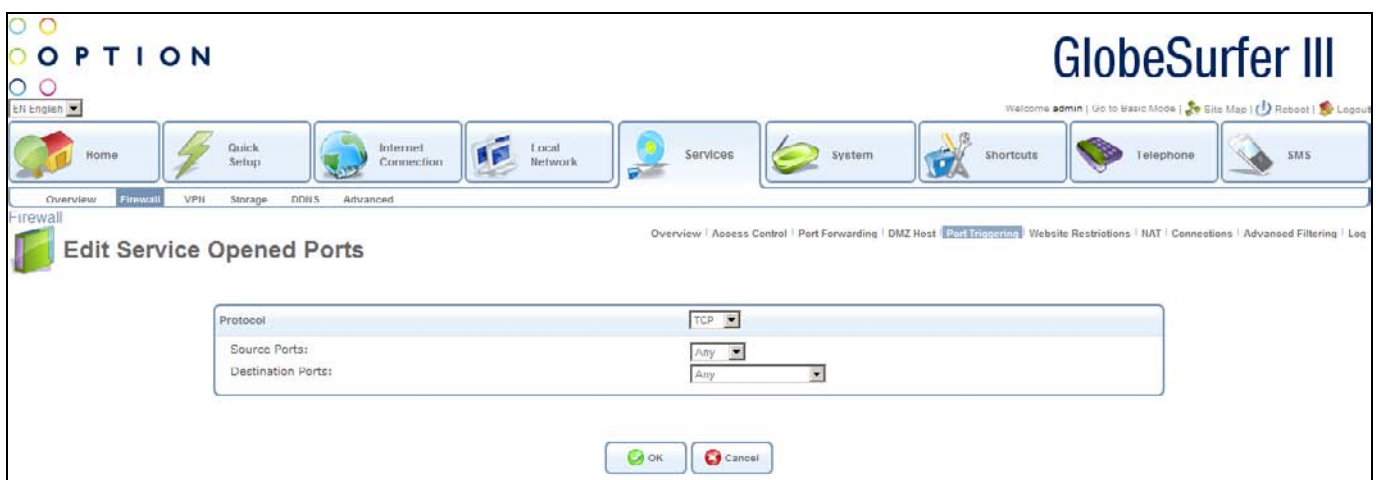 OPTION
GlobeSurfer III
EN English
Welcome admin | Go to Basic Mode | Site Map | Reboot | Logout
Home
Quick Setup
Internet Connection
Local Network
Services
System
Shortcuts
Telephone
SMS
Overview Firewall VPN Storage DDNS Advanced
Firewall
Edit Service Opened Ports
Overview | Access Control | Port Forwarding | DMZ Host | Port Triggering | Website Restrictions | NAT | Connections | Advanced Filtering | Log
Protocol TCP
Source Ports: Any
Destination Ports: Any
OK Cancel